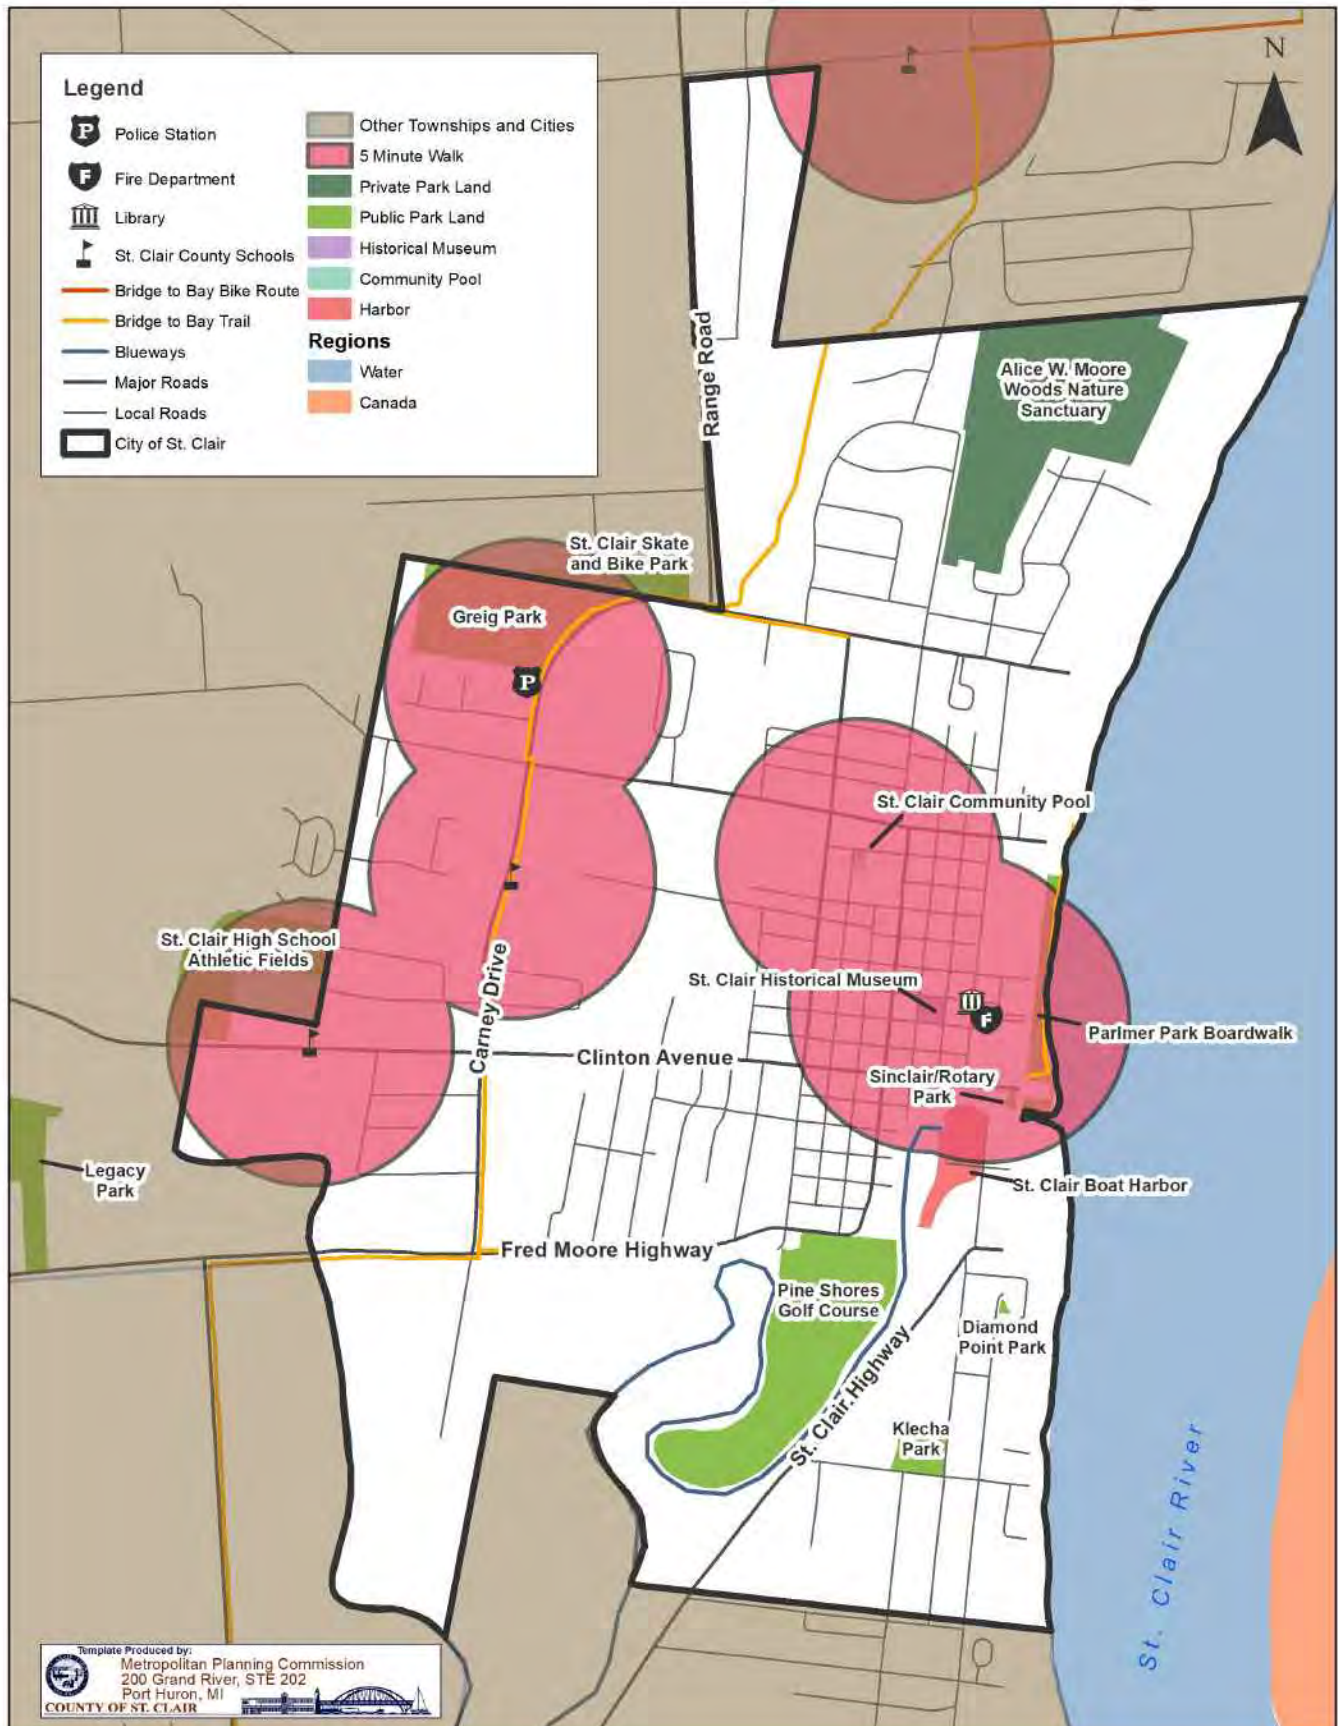 Legend
Police Station
Fire Department
Library
St. Clair County Schools
Bridge to Bay Bike Route
Bridge to Bay Trail
Blueways
Major Roads
Local Roads
City of St. Clair
Other Townships and Cities
5 Minute Walk
Private Park Land
Public Park Land
Historical Museum
Community Pool
Harbor
Regions
Water
Canada
P
F
N
Range Road
Alice W. Moore
Woods Nature
Sanctuary
St. Clair Skate
and Bike Park
Greig Park
P
St. Clair Community Pool
St. Clair High School
Athletic Fields
Carney Drive
St. Clair Historical Museum
F
Parlmer Park Boardwalk
Clinton Avenue
Sinclair/Rotary
Park
Legacy
Park
St. Clair Boat Harbor
Fred Moore Highway
Pine Shores
Golf Course
Diamond
Point Park
St. Clair Highway
Klecha
Park
St. Clair River
Template Produced by:
Metropolitan Planning Commission
200 Grand River, STE 202
Port Huron, MI
COUNTY OF ST. CLAIR